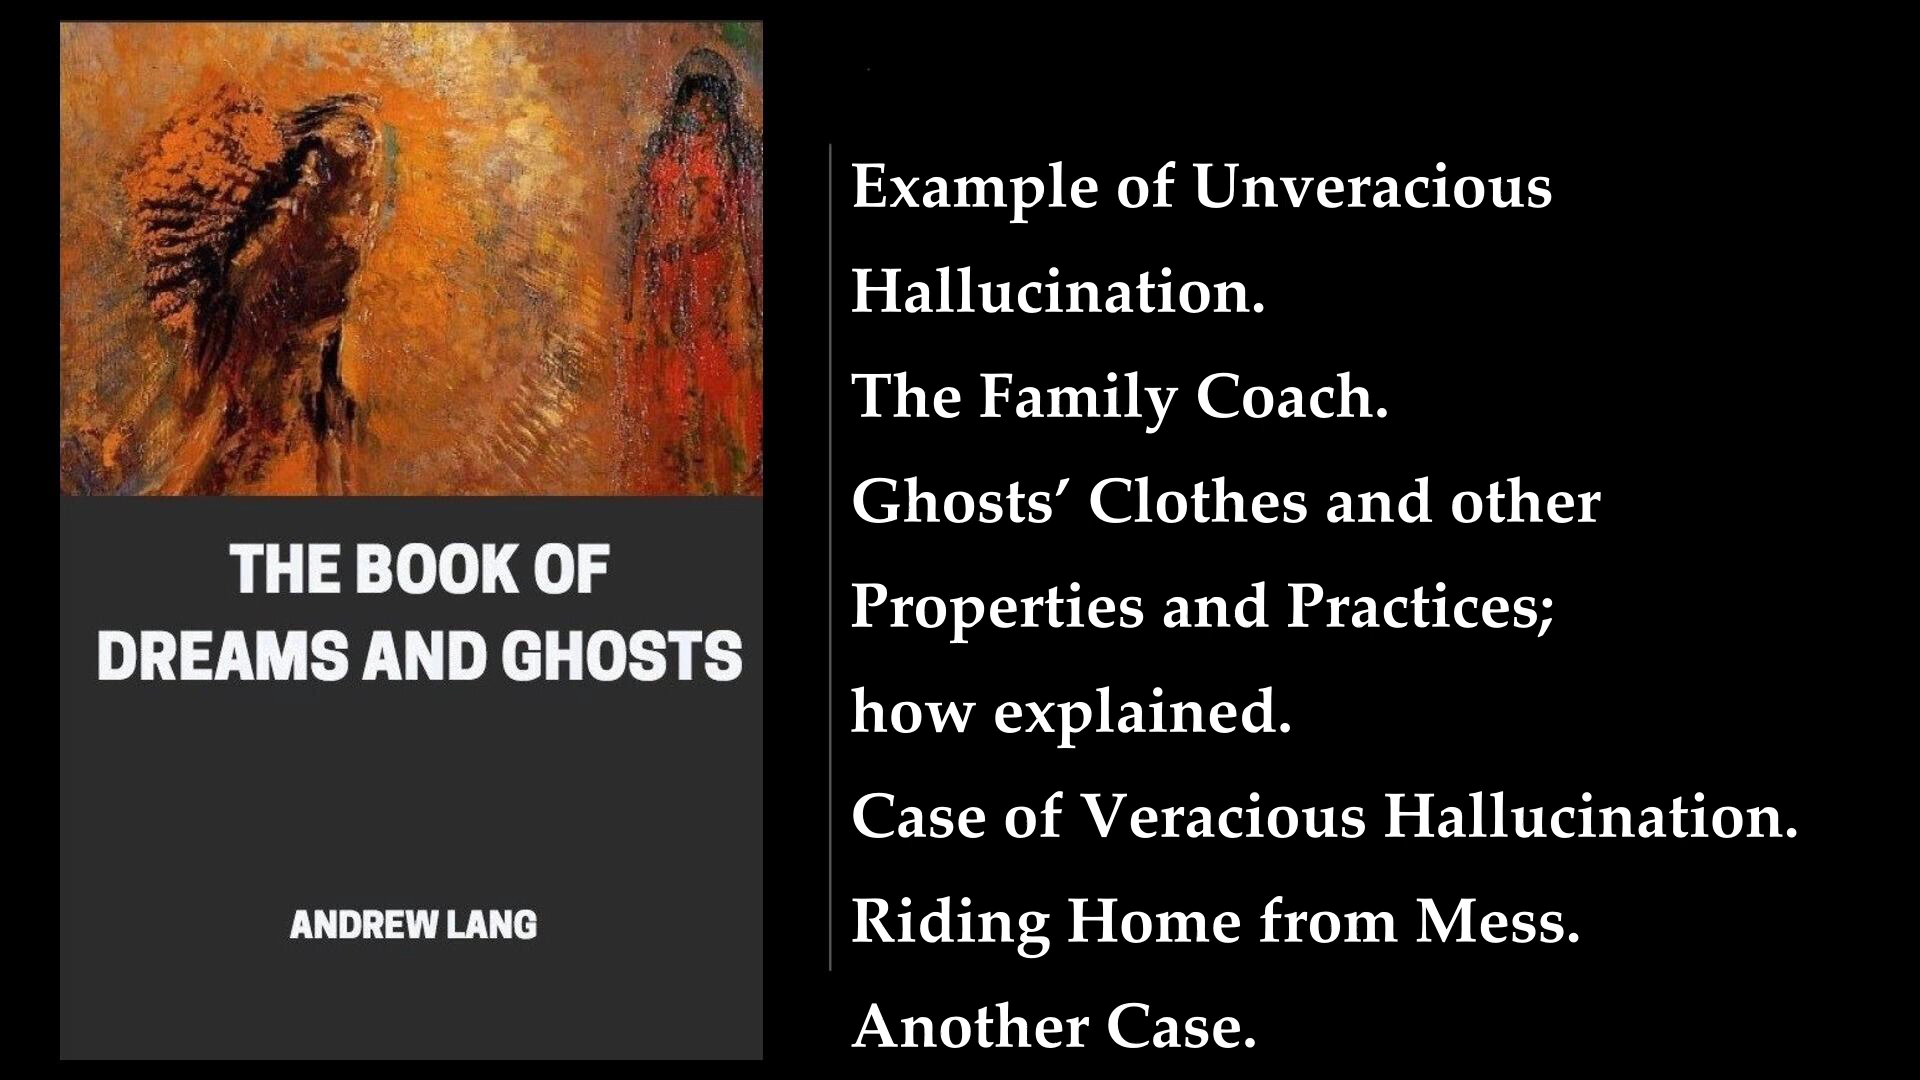 THE BOOK OF
DREAMS AND GHOSTS
ANDREW LANG
Example of Unveracious
Hallucination.
The Family Coach.
Ghosts’ Clothes and other
Properties and Practices;
how explained.
Case of Veracious Hallucination.
Riding Home from Mess.
Another Case.